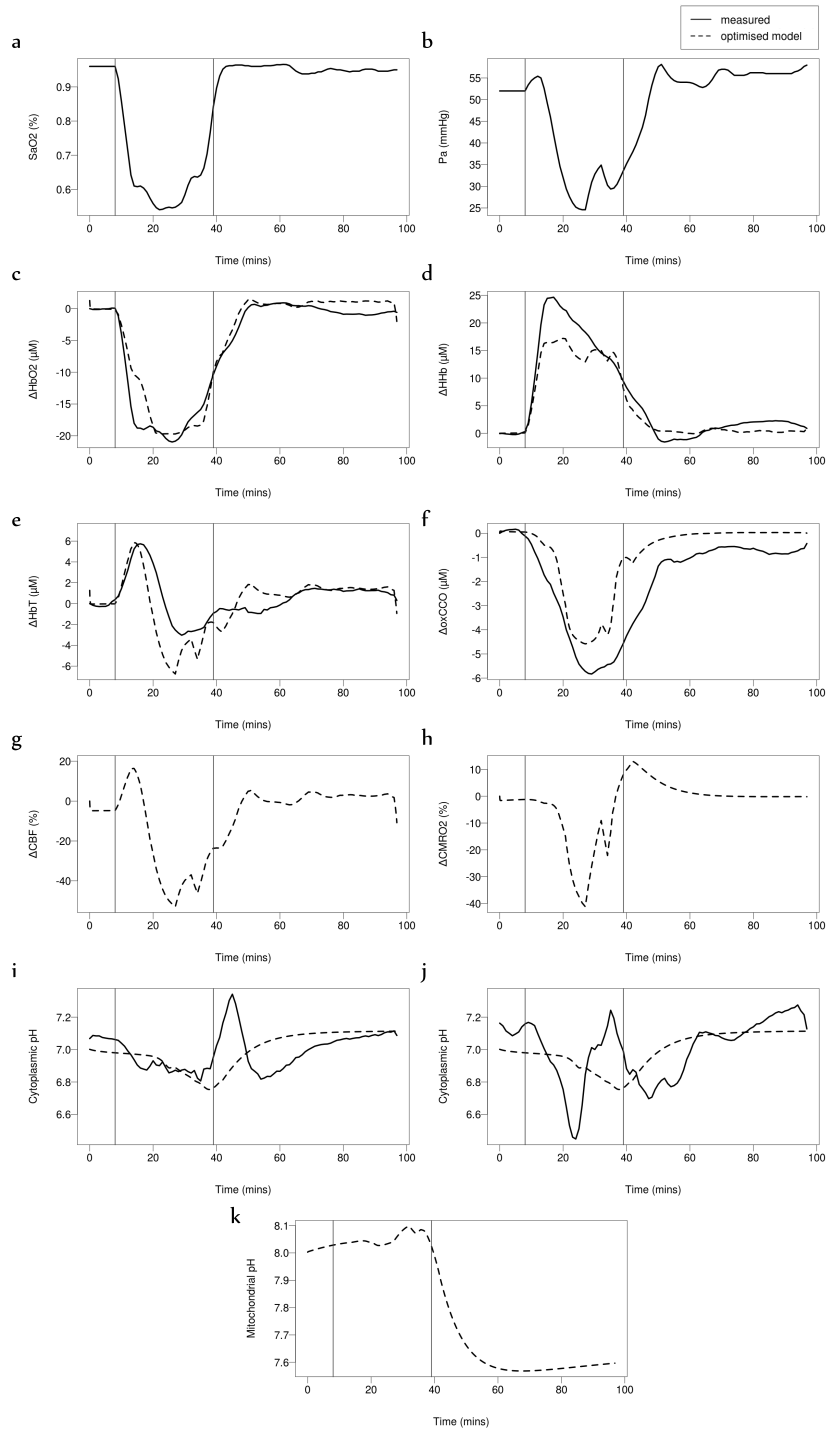 measured
optimised model
a
SaO2 (%)
0.9
0.8
0.7
0.6
0 20 40 60 80 100
Time (mins)
b
Pa (mmHg)
55
50
45
40
35
30
25
0 20 40 60 80 100
Time (mins)
c
ΔHbO2 (µM)
0
-5
-10
-15
-20
0 20 40 60 80 100
Time (mins)
d
ΔHHb (µM)
25
20
15
10
5
0
0 20 40 60 80 100
Time (mins)
e
ΔHbT (µM)
6
4
2
0
-2
-4
-6
0 20 40 60 80 100
Time (mins)
f
ΔoxCCO (µM)
0
-1
-2
-3
-4
-5
-6
0 20 40 60 80 100
Time (mins)
g
ΔCBF (%)
20
0
-20
-40
0 20 40 60 80 100
Time (mins)
h
ΔCMRO2 (%)
10
0
-10
-20
-30
-40
0 20 40 60 80 100
Time (mins)
i
Cytoplasmic pH
7.2
7.0
6.8
6.6
0 20 40 60 80 100
Time (mins)
j
Cytoplasmic pH
7.2
7.0
6.8
6.6
0 20 40 60 80 100
Time (mins)
k
Mitochondrial pH
8.1
8.0
7.9
7.8
7.7
7.6
0 20 40 60 80 100
Time (mins)